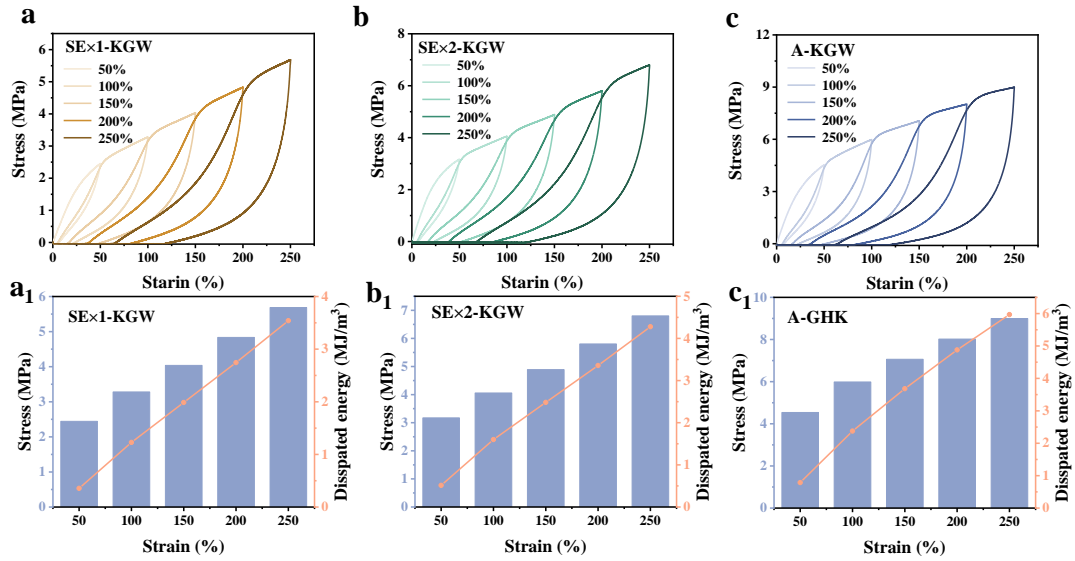 a
SE×1-KGW
50%
100%
150%
200%
250%
Stress (MPa)
6
5
4
3
2
1
0
0 50 100 150 200 250
Starin (%)
b
SE×2-KGW
50%
100%
150%
200%
250%
Stress (MPa)
8
6
4
2
0
0 50 100 150 200 250
Starin (%)
c
A-KGW
50%
100%
150%
200%
250%
Stress (MPa)
12
9
6
3
0
0 50 100 150 200 250
Starin (%)
a1
SE×1-KGW
Stress (MPa)
6
5
4
3
2
1
0
Disspated energy (MJ/m³)
4
3
2
1
0
50 100 150 200 250
Strain (%)
b1
SE×2-KGW
Stress (MPa)
7
6
5
4
3
2
1
0
Disspated energy (MJ/m³)
5
4
3
2
1
0
50 100 150 200 250
Strain (%)
c1
A-GHK
Stress (MPa)
10
8
6
4
2
0
Disspated energy (MJ/m³)
6
5
4
3
2
1
0
50 100 150 200 250
Strain (%)